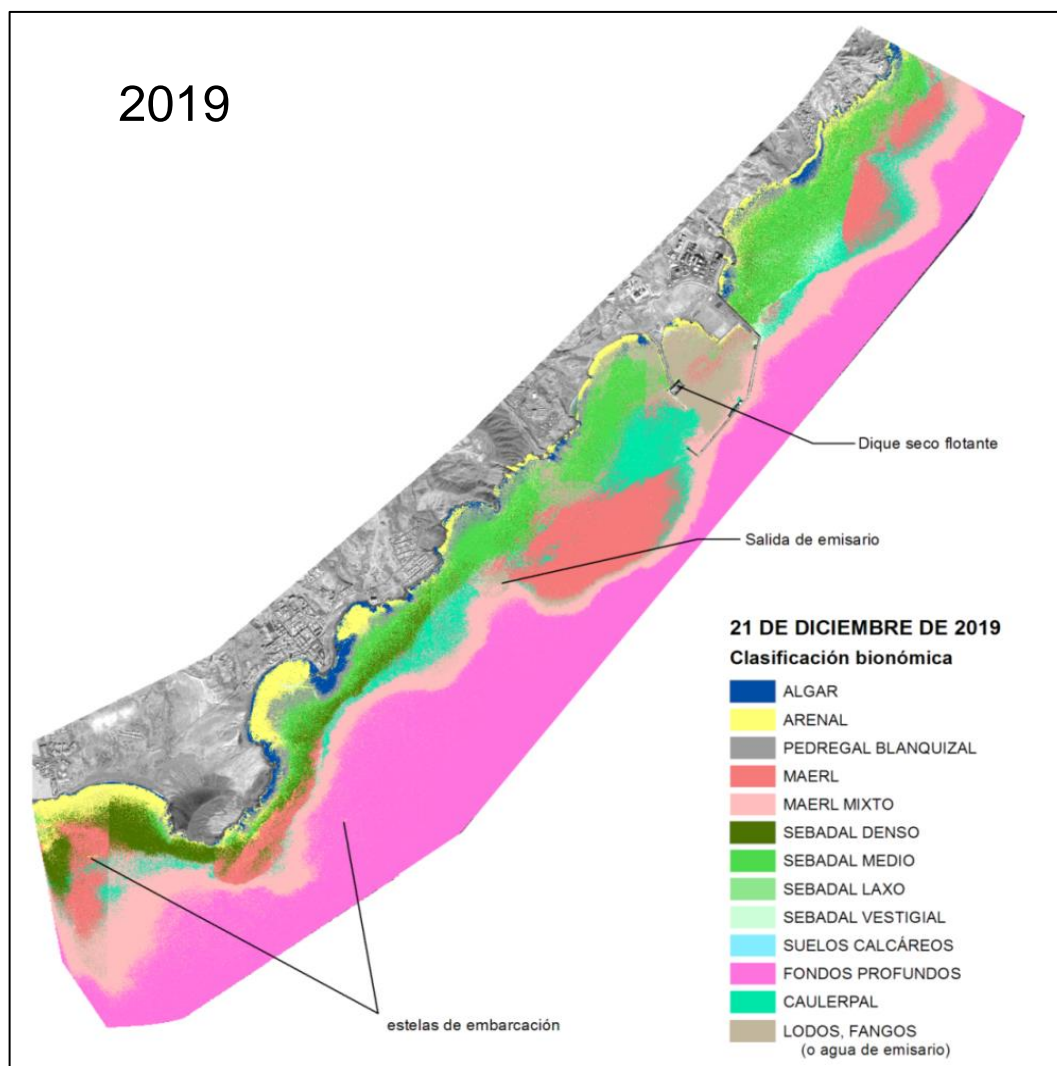 2019
Dique seco flotante
Salida de emisario
estelas de embarcación
21 DE DICIEMBRE DE 2019
Clasificación bionómica
ALGAR
ARENAL
PEDREGAL BLANQUIZAL
MAERL
MAERL MIXTO
SEBADAL DENSO
SEBADAL MEDIO
SEBADAL LAXO
SEBADAL VESTIGIAL
SUELOS CALCÁREOS
FONDOS PROFUNDOS
CAULERPAL
LODOS, FANGOS
(o agua de emisario)